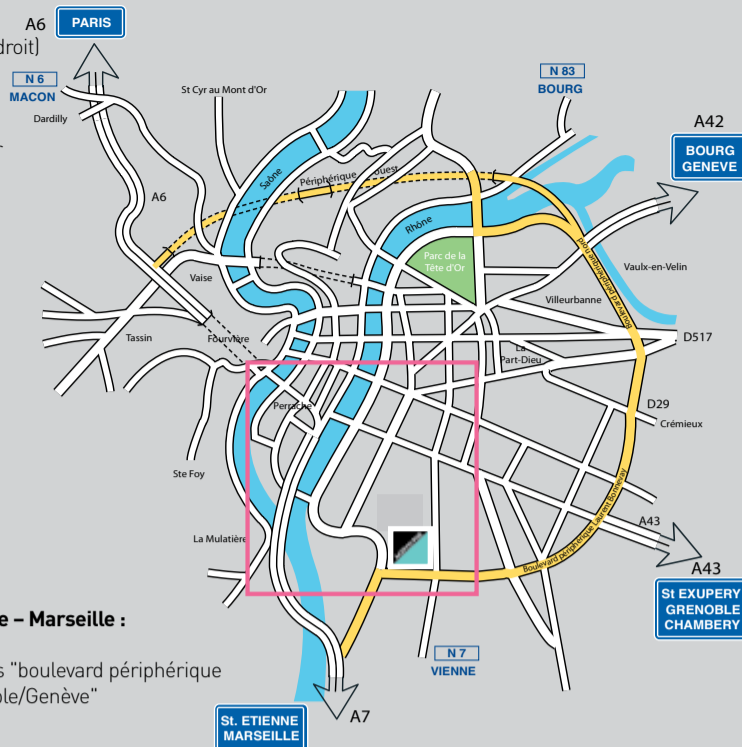 A6
PARIS
droit)
N 6
MACON
Dardilly
St Cyr au Mont d'Or
N 83
BOURG
A42
BOURG
GENEVE
A6
Saône
Périphérique ouest
Rhône
Parc de la
Tête d'Or
Boulevard périphérique nord
Vaulx-en-Velin
Vaise
Villeurbanne
Tassin
Fourvière
La
Part-Dieu
D517
Perrache
D29
Crémieux
Ste Foy
La Mulatière
Boulevard périphérique Laurent Bonnevay
A43
A43
St EXUPERY
GRENOBLE
CHAMBERY
e – Marseille :
s "boulevard périphérique
ble/Genève"
N 7
VIENNE
A7
St. ETIENNE
MARSEILLE